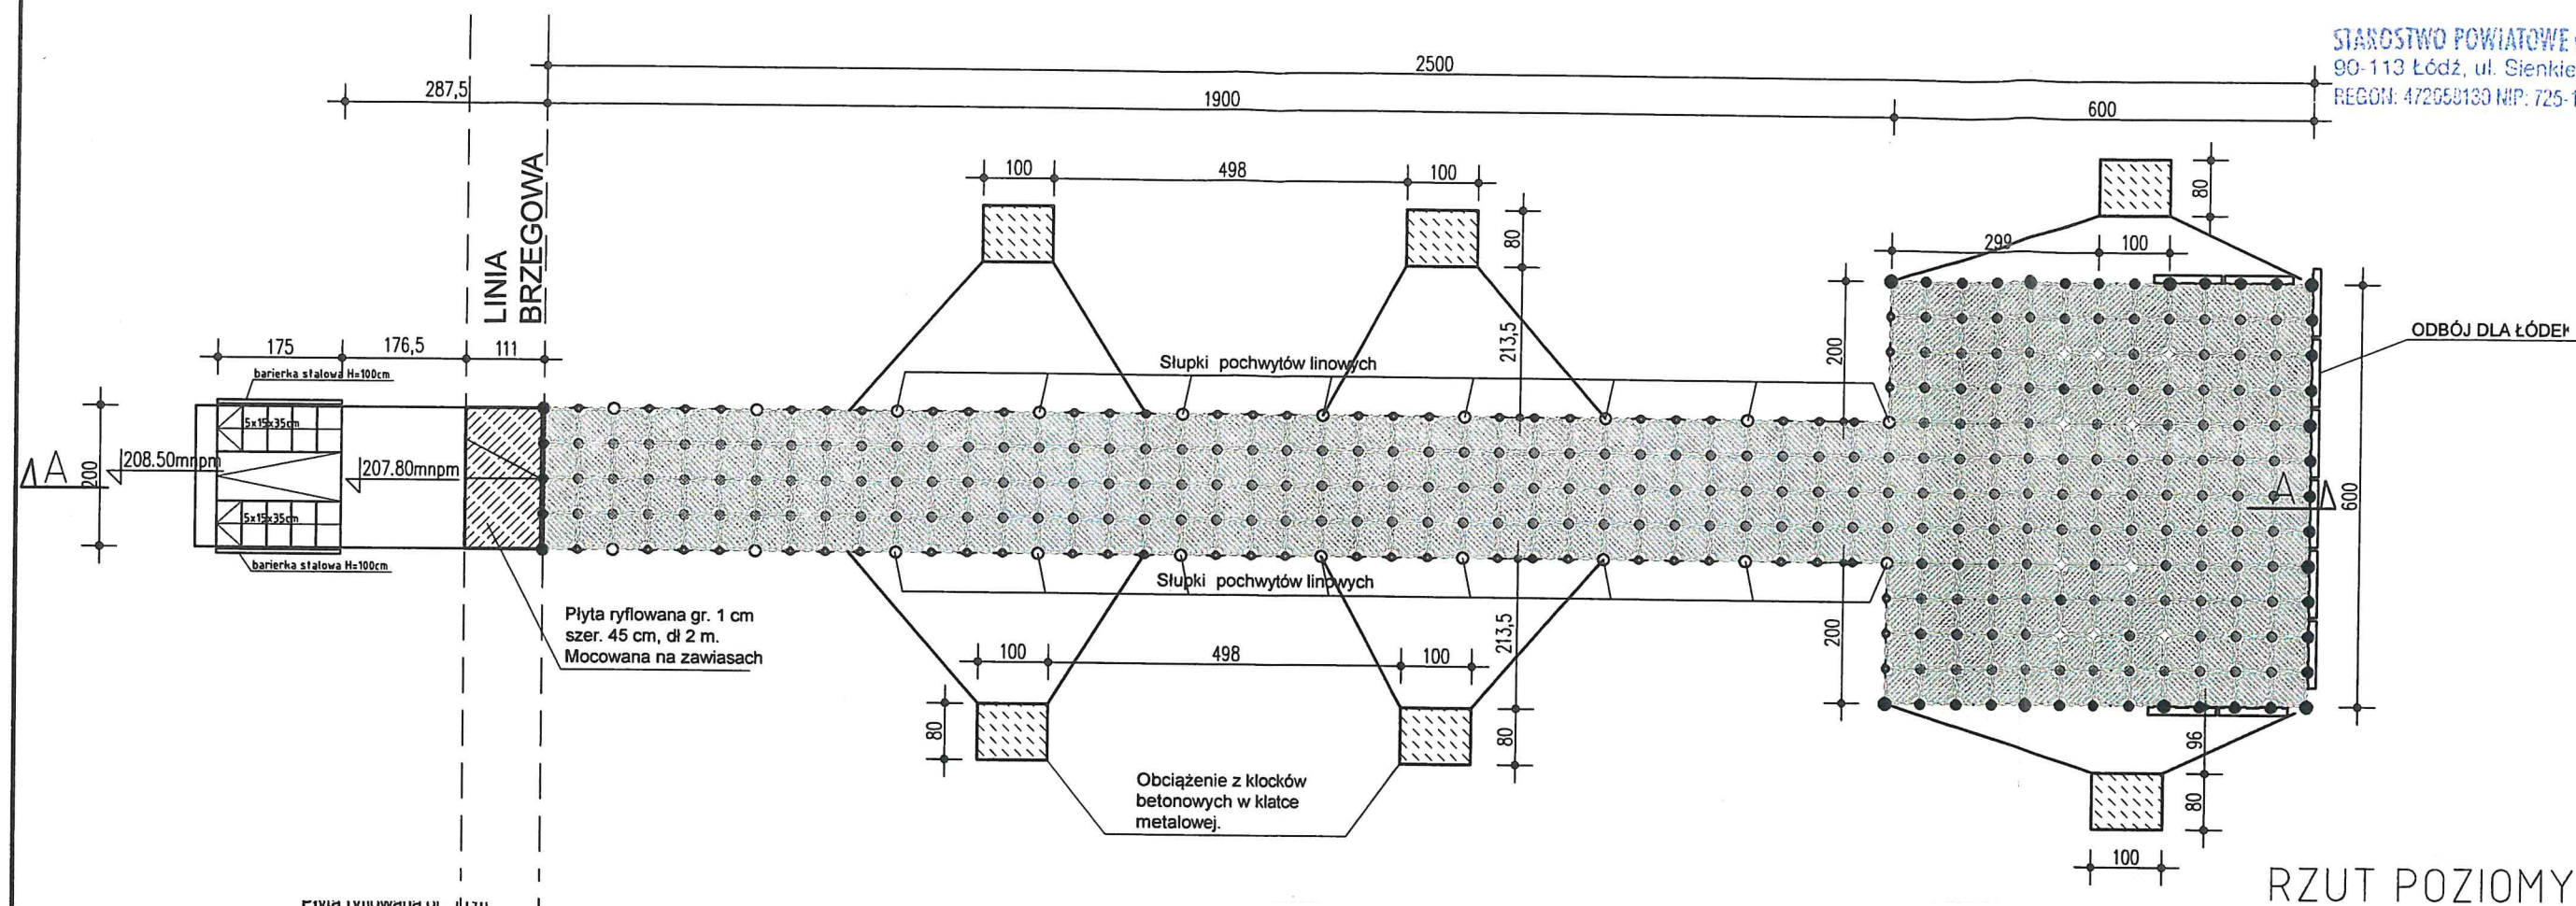 STAROSTWO POWIATOWE
90-113 Łódź, ul. Sienkie
REGON: 472058130 NIP: 725-1
2500
287,5
1900
600
LINIA
BRZEGOWA
100
498
100
80
80
299
100
213,5
200
ODBÓJ DLA ŁÓDEK
175
176,5
111
barierka stalowa H=100cm
Słupki pochwytów linowych
5x15x35cm
A
200
208.50mnpm
207.80mnpm
A
600
5x15x35cm
barierka stalowa H=100cm
Słupki pochwytów linowych
Płyta ryflowana gr. 1 cm
szer. 45 cm, dł 2 m.
Mocowana na zawiasach
100
498
100
213,5
200
80
80
96
80
Obciążenie z klocków
betonowych w klatce
metalowej.
100
RZUT POZIOMY